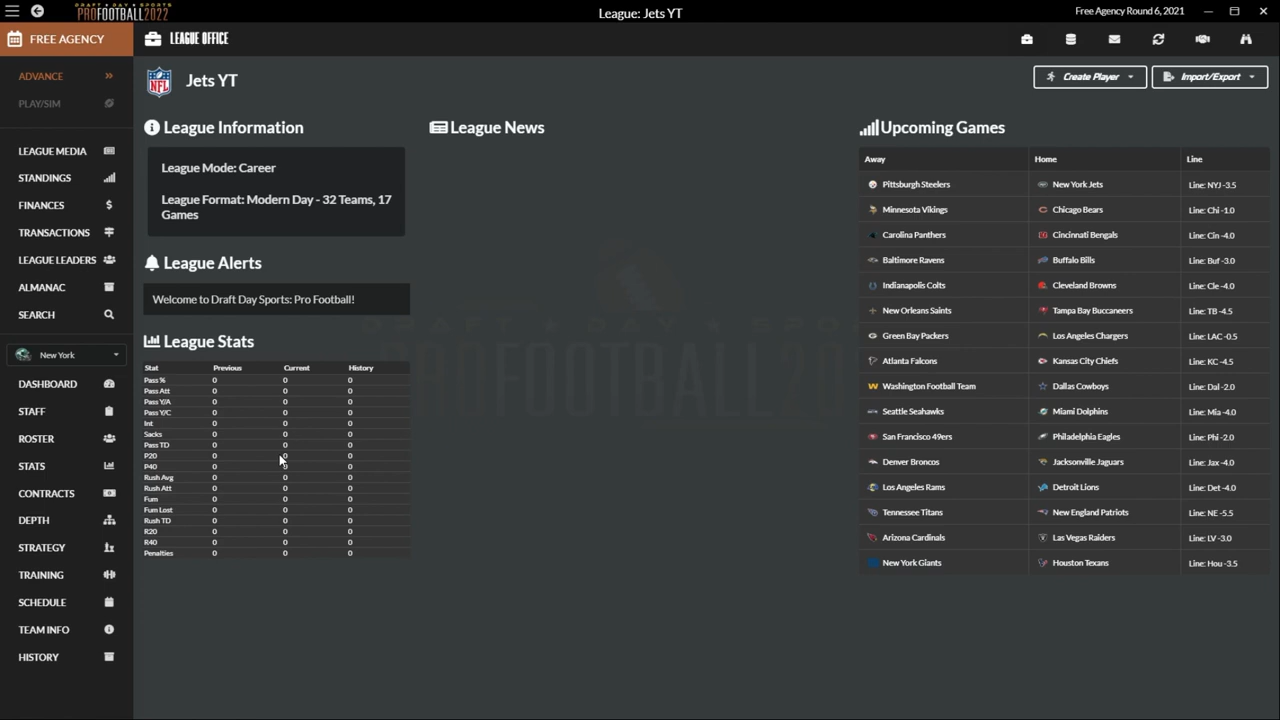 DRAFT • DAY • SPORTS
PROFOOTBALL2022
League: Jets YT
Free Agency Round 6, 2021
FREE AGENCY
LEAGUE OFFICE
ADVANCE
PLAY/SIM
LEAGUE MEDIA
STANDINGS
FINANCES
TRANSACTIONS
LEAGUE LEADERS
ALMANAC
SEARCH
New York
DASHBOARD
STAFF
ROSTER
STATS
CONTRACTS
DEPTH
STRATEGY
TRAINING
SCHEDULE
TEAM INFO
HISTORY
NFL
Jets YT
Create Player
Import/Export
League Information
League Mode: Career
League Format: Modern Day - 32 Teams, 17
Games
League Alerts
Welcome to Draft Day Sports: Pro Football!
League Stats
Stat Previous Current History
Pass % 0 0 0
Pass Att 0 0 0
Pass Y/A 0 0 0
Pass Y/C 0 0 0
Int 0 0 0
Sacks 0 0 0
Pass TD 0 0 0
P20 0 0 0
P40 0 0 0
Rush Avg 0 0 0
Rush Att 0 0 0
Fum 0 0 0
Fum Lost 0 0 0
Rush TD 0 0 0
R20 0 0 0
R40 0 0 0
Penalties 0 0 0
League News
Upcoming Games
Away Home Line
Pittsburgh Steelers New York Jets Line: NYJ -3.5
Minnesota Vikings Chicago Bears Line: Chi -1.0
Carolina Panthers Cincinnati Bengals Line: Cin -4.0
Baltimore Ravens Buffalo Bills Line: Buf -3.0
Indianapolis Colts Cleveland Browns Line: Cle -4.0
New Orleans Saints Tampa Bay Buccaneers Line: TB -4.5
Green Bay Packers Los Angeles Chargers Line: LAC -0.5
Atlanta Falcons Kansas City Chiefs Line: KC -4.5
Washington Football Team Dallas Cowboys Line: Dal -2.0
Seattle Seahawks Miami Dolphins Line: Mia -4.0
San Francisco 49ers Philadelphia Eagles Line: Phi -2.0
Denver Broncos Jacksonville Jaguars Line: Jax -4.0
Los Angeles Rams Detroit Lions Line: Det -4.0
Tennessee Titans New England Patriots Line: NE -5.5
Arizona Cardinals Las Vegas Raiders Line: LV -3.0
New York Giants Houston Texans Line: Hou -3.5